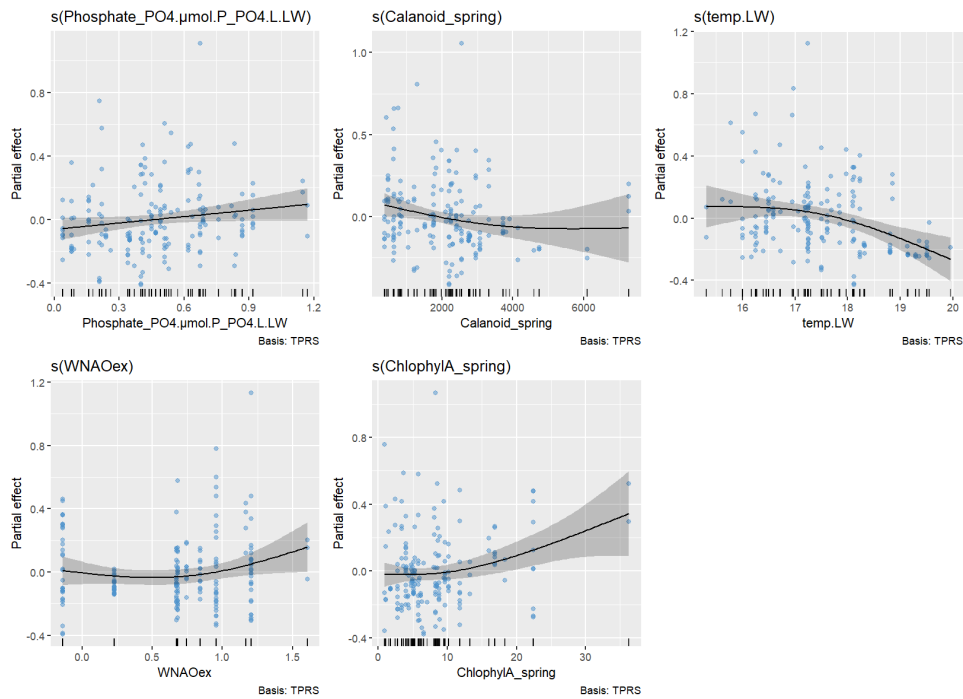 s(Phosphate_PO4.µmol.P_PO4.L.LW)
Partial effect
0.8
0.4
0.0
-0.4
0.0
0.3
0.6
0.9
1.2
Phosphate_PO4.µmol.P_PO4.L.LW
Basis: TPRS
s(Calanoid_spring)
Partial effect
1.0
0.5
0.0
2000
4000
6000
Calanoid_spring
Basis: TPRS
s(temp.LW)
Partial effect
1.2
0.8
0.4
0.0
-0.4
16
17
18
19
20
temp.LW
Basis: TPRS
s(WNAOex)
Partial effect
1.2
0.8
0.4
0.0
-0.4
0.0
0.5
1.0
1.5
WNAOex
Basis: TPRS
s(ChlophylA_spring)
Partial effect
0.8
0.4
0.0
-0.4
0
10
20
30
ChlophylA_spring
Basis: TPRS